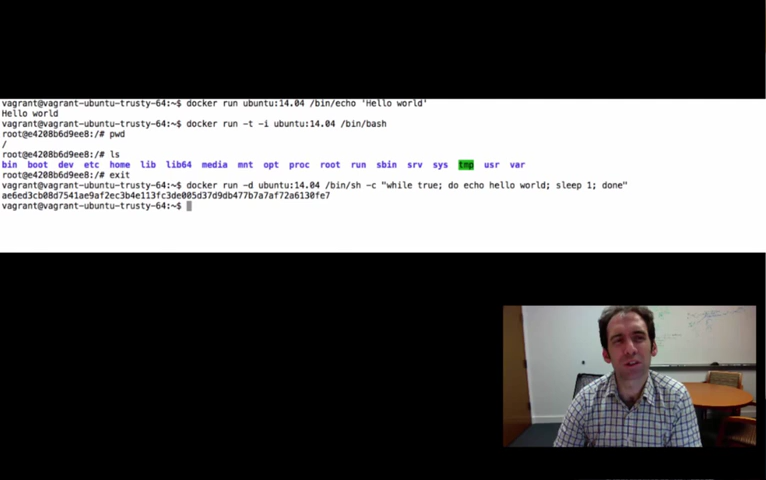 vagrant@vagrant-ubuntu-trusty-64:~$ docker run ubuntu:14.04 /bin/echo 'Hello world'
Hello world
vagrant@vagrant-ubuntu-trusty-64:~$ docker run -t -i ubuntu:14.04 /bin/bash
root@e4208b6d9ee8:/# pwd
/
root@e4208b6d9ee8:/# ls
bin boot dev etc home lib lib64 media mnt opt proc root run sbin srv sys tmp usr var
root@e4208b6d9ee8:/# exit
vagrant@vagrant-ubuntu-trusty-64:~$ docker run -d ubuntu:14.04 /bin/sh -c "while true; do echo hello world; sleep 1; done"
ae6ed3cb08d7541ae9af2ec3b4e113fc3de005d37d9db477b7a7af72a6130fe7
vagrant@vagrant-ubuntu-trusty-64:~$